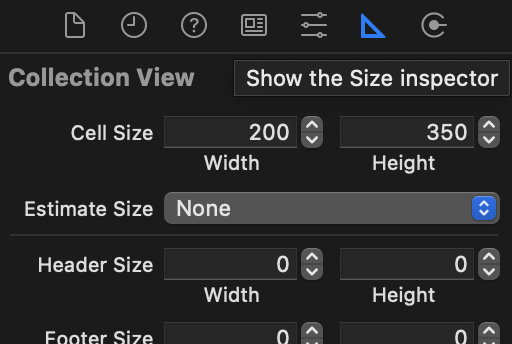 Collection View
Show the Size inspector
Cell Size 200 350
Width Height
Estimate Size None
Header Size 0 0
Width Height
Footer Size 0 0